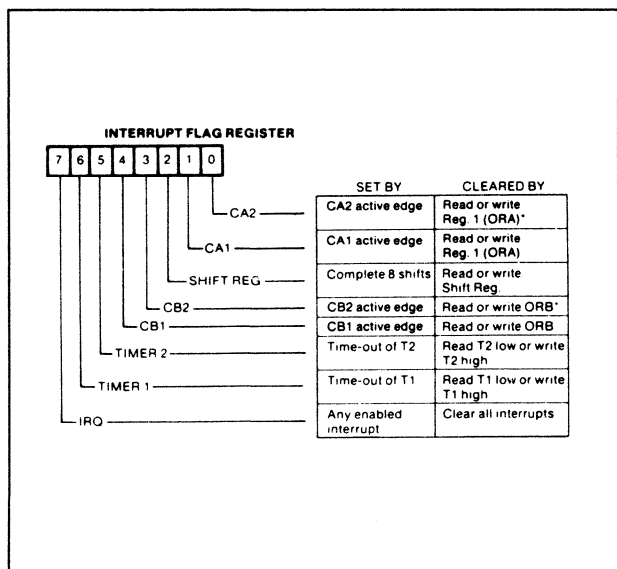 INTERRUPT FLAG REGISTER
7 6 5 4 3 2 1 0
SET BY CLEARED BY
CA2 CA2 active edge Read or write
Reg. 1 (ORA)*
CA1 CA1 active edge Read or write
Reg. 1 (ORA)
SHIFT REG Complete 8 shifts Read or write
Shift Reg.
CB2 CB2 active edge Read or write ORB*
CB1 CB1 active edge Read or write ORB
TIMER 2 Time-out of T2 Read T2 low or write
T2 high
TIMER 1 Time-out of T1 Read T1 low or write
T1 high
IRQ Any enabled Clear all interrupts
interrupt